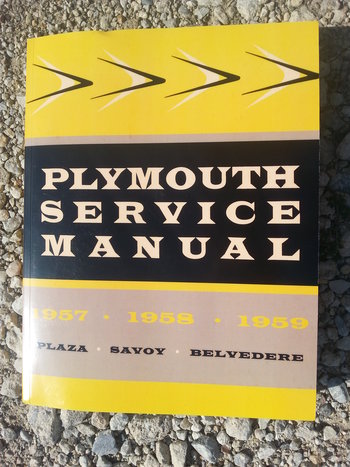 PLYMOUTH
SERVICE
MANUAL
1957 · 1958 · 1959
PLAZA · SAVOY · BELVEDERE